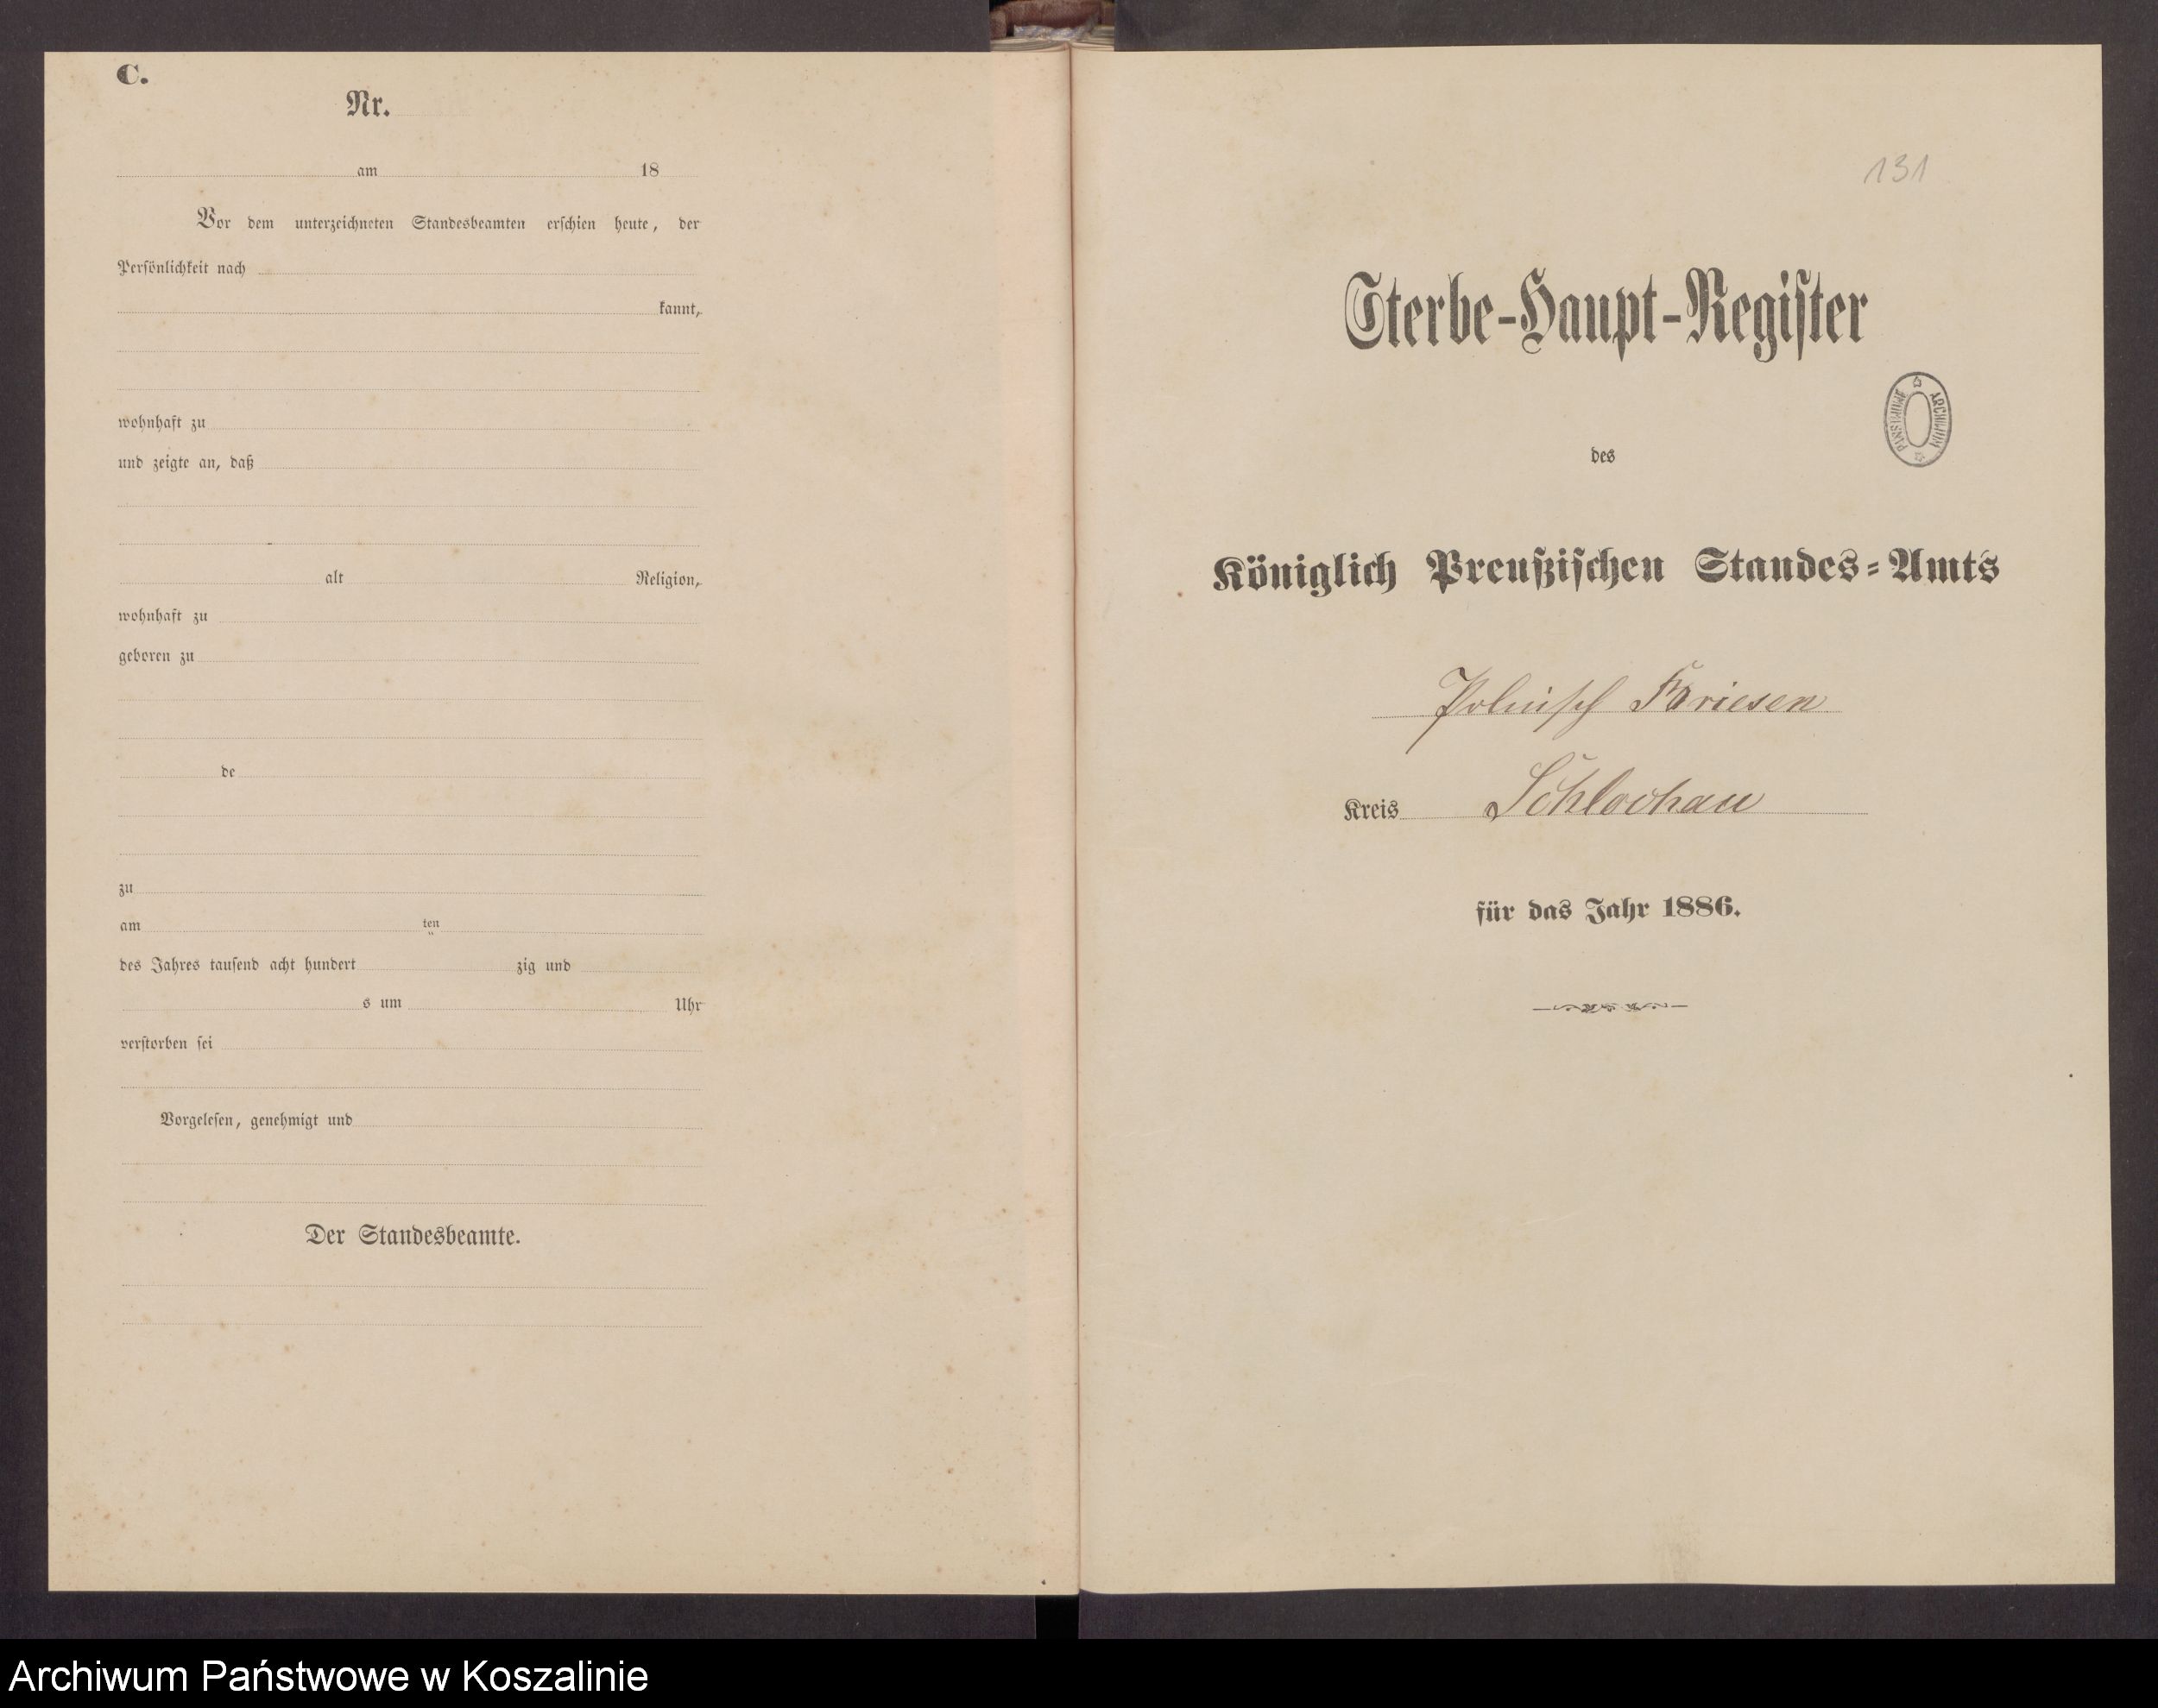 C.
Nr.
am 18
Vor dem unterzeichneten Standesbeamten erschien heute, der
Persönlichkeit nach
kannt,
wohnhaft zu
und zeigte an, daß
alt Religion,
wohnhaft zu
geboren zu
de
zu
am ten
des Jahres tausend acht hundert zig und
s um Uhr
verstorben sei
Vorgelesen, genehmigt und
Der Standesbeamte.
131
Sterbe-Haupt-Register
ARCHIWUM PAŃSTWOWE
des
Königlich Preußischen Standes-Amts
Polnisch
Kreis Schlochau
für das Jahr 1886.
Archiwum Państwowe w Koszalinie